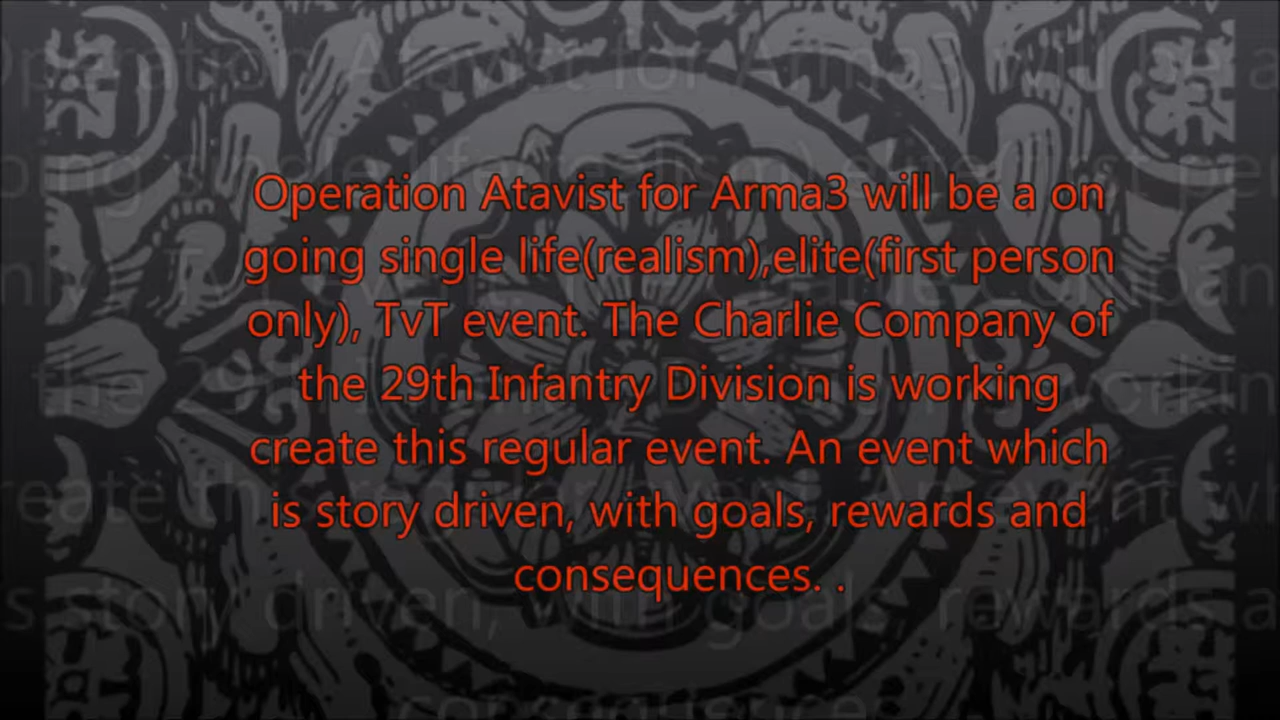 Operation Atavist for Arma3 will be a on
going single life(realism),elite(first person
only), TvT event. The Charlie Company of
the 29th Infantry Division is working
create this regular event. An event which
is story driven, with goals, rewards and
consequences. .